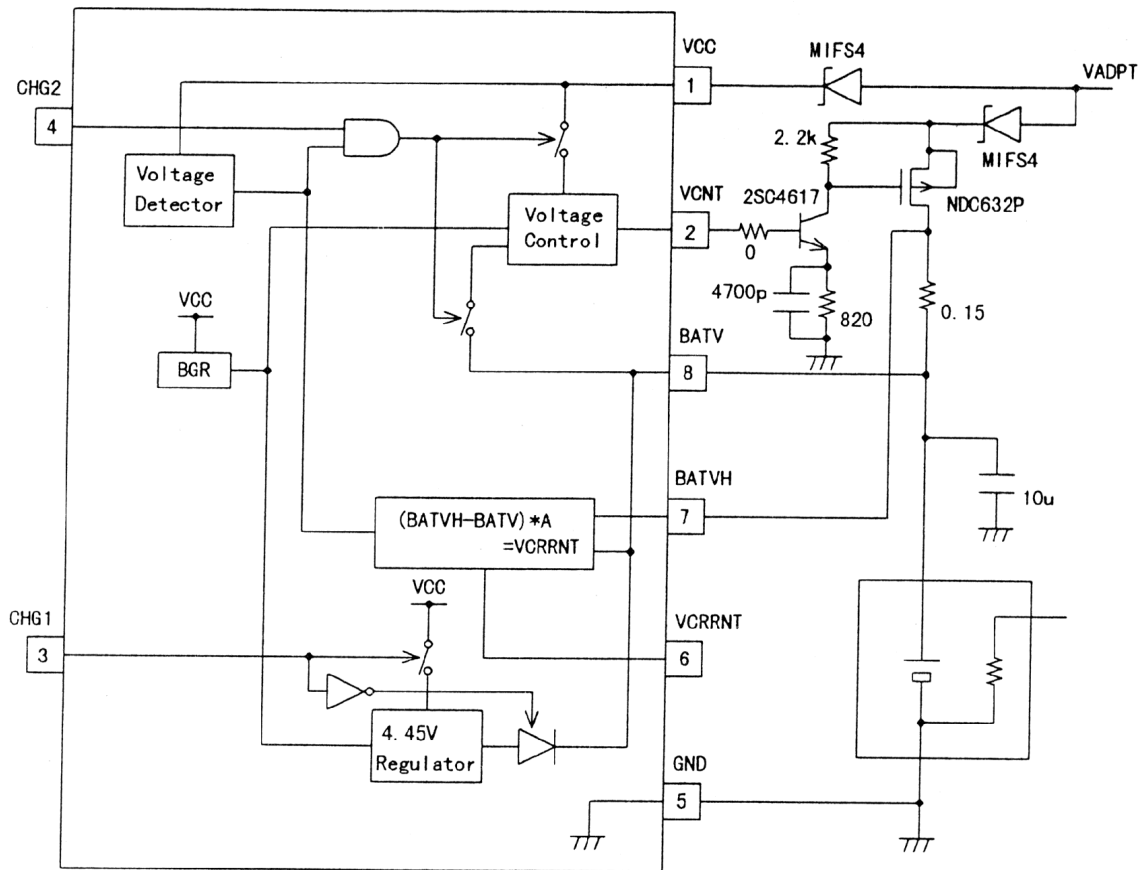 VCC
MIFS4
VADPT
1
CHG2
4
2.2k
MIFS4
Voltage
Detector
VCNT
2SC4617
NDC632P
Voltage
Control
2
0
VCC
4700p
820
0.15
BATV
BGR
8
BATVH
10u
7
(BATVH-BATV)*A
=VCRRNT
VCC
CHG1
VCRRNT
3
6
4.45V
Regulator
GND
5